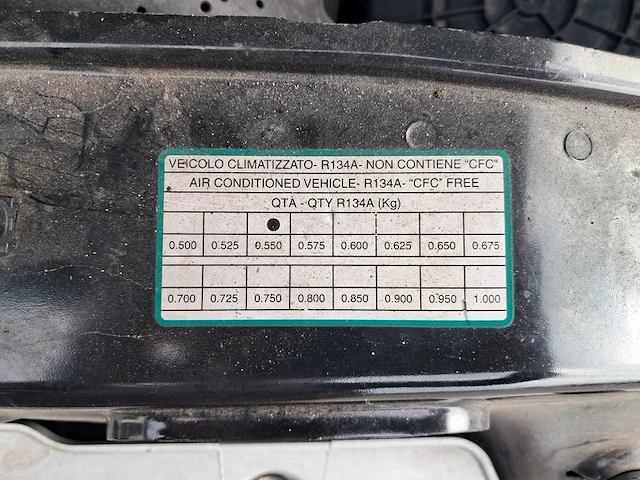 VEICOLO CLIMATIZZATO- R134A- NON CONTIENE "CFC"
AIR CONDITIONED VEHICLE- R134A- "CFC" FREE
QTÀ - QTY R134A (Kg)
0.500 0.525 0.550 0.575 0.600 0.625 0.650 0.675
0.700 0.725 0.750 0.800 0.850 0.900 0.950 1.000